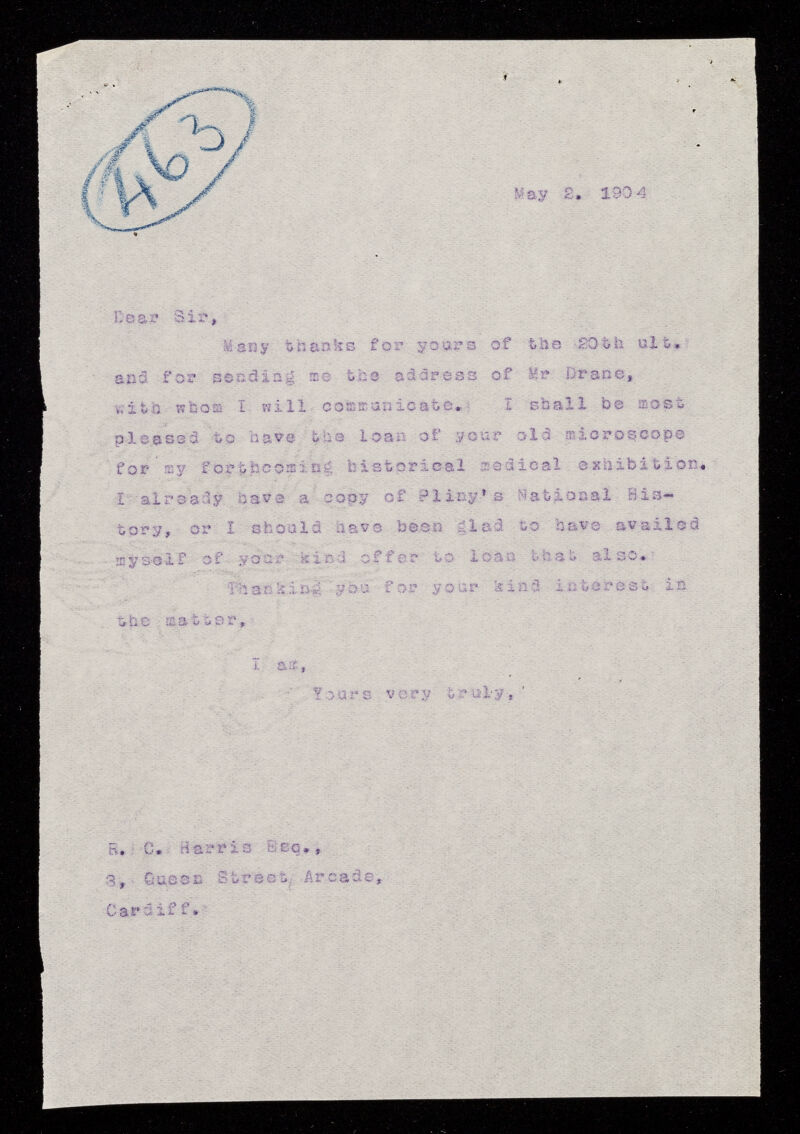 463
May 2. 1904
Dear Sir,
Many thanks for yours of the 20th ult.
and for sending me the address of Mr Drane,
with whom I will communicate. I shall be most
pleased to have the loan of your old microscope
for my forthcoming historical medical exhibition.
I already have a copy of Pliny's National His-
tory, or I should have been glad to have availed
myself of your kind offer to loan that also.
Thanking you for your kind interest in
the matter,
I am,
Yours very truly,
R. C. Harris Esq.,
3, Queen Street, Arcade,
Cardiff.